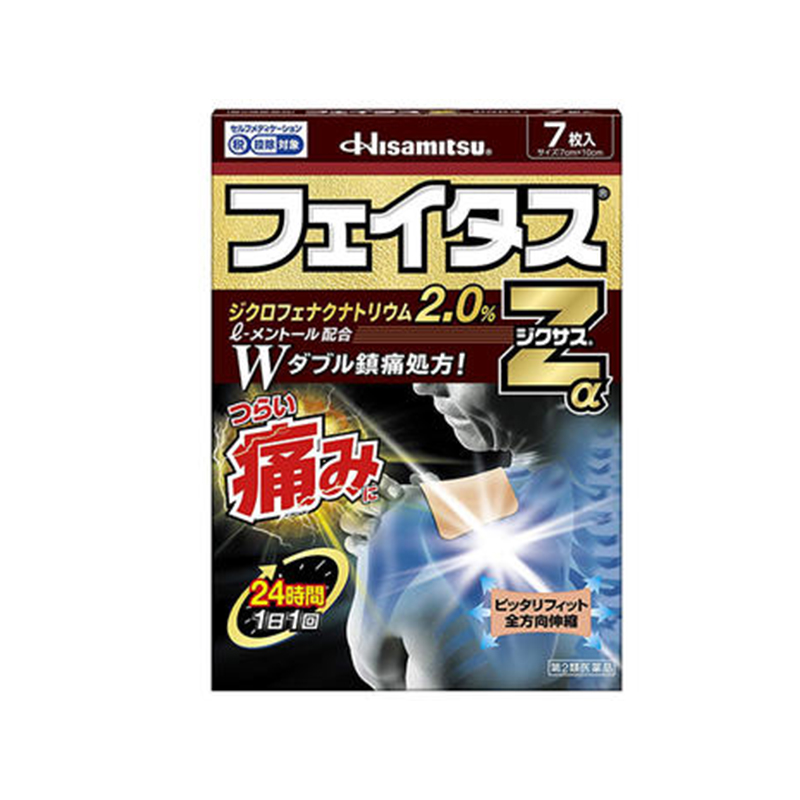 セルフメディケーション
税 控除 対象
Hisamitsu®
7枚入
サイズ:7cm×10cm
フェイタス®
ジクロフェナクナトリウム 2.0%
ℓ-メントール配合
Wダブル鎮痛処方!
Z
ジクサス®
α
つらい
痛みに
24時間
1日1回
ピッタリフィット
全方向伸縮
第2類医薬品